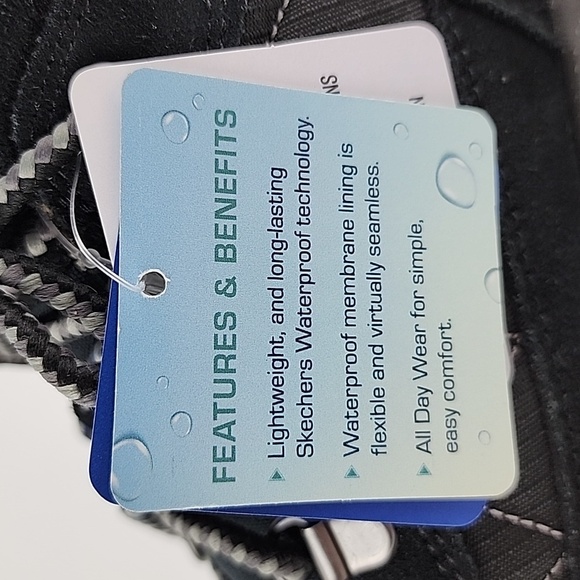 FEATURES & BENEFITS
▶ Lightweight, and long-lasting
Skechers Waterproof technology.
▶ Waterproof membrane lining is
flexible and virtually seamless.
▶ All Day Wear for simple,
easy comfort.